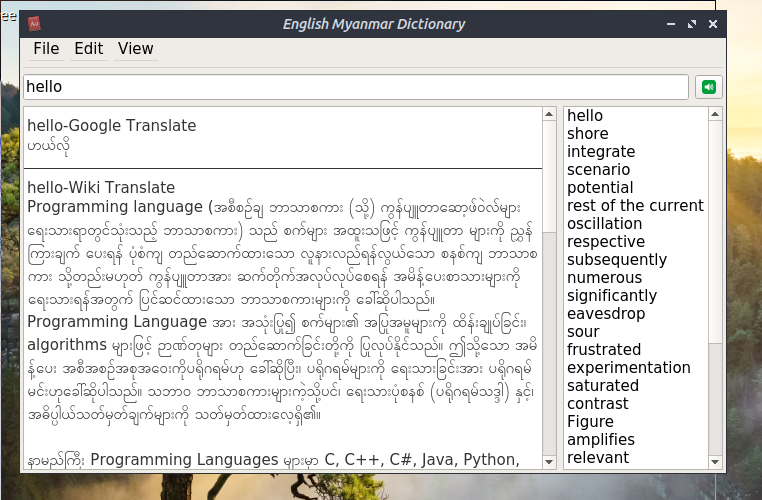 ee
English Myanmar Dictionary
File Edit View
hello
hello-Google Translate
ဟယ်လို
hello-Wiki Translate
Programming language (အစီစဉ်ချ ဘာသာစကား (သို့) ကွန်ပျူတာဆော့ဖ်ဝဲလ်များ
ရေးသားရာတွင်သုံးသည့် ဘာသာစကား) သည် စက်များ အထူးသဖြင့် ကွန်ပျူတာ များကို ညွှန်
ကြားချက် ပေးရန် ပုံစံကျ တည်ဆောက်ထားသော လူနားလည်ရန်လွယ်သော စနစ်ကျ ဘာသာစ
ကား သို့တည်းမဟုတ် ကွန်ပျူတာအား ဆက်တိုက်အလုပ်လုပ်စေရန် အမိန့်ပေးစာသားများကို
ရေးသားရန်အတွက် ပြင်ဆင်ထားသော ဘာသာစကားများကို ခေါ်ဆိုပါသည်။
Programming Language အား အသုံးပြု၍ စက်များ၏ အပြုအမူများကို ထိန်းချုပ်ခြင်း၊
algorithms များဖြင့် ဉာဏ်တုများ တည်ဆောက်ခြင်းတို့ကို ပြုလုပ်နိုင်သည်။ ဤသို့သော အမိ
န့်ပေး အစီအစဉ်အစုအဝေးကိုပရိုဂရမ်ဟု ခေါ်ဆိုပြီး၊ ပရိုဂရမ်များကို ရေးသားခြင်းအား ပရိုဂရမ်
မင်းဟုခေါ်ဆိုပါသည်။ သဘာဝ ဘာသာစကားများကဲ့သို့ပင်၊ ရေးသားပုံစနစ် (ပရိုဂရမ်သဒ္ဒါ) နှင့်၊
အဓိပ္ပါယ်သတ်မှတ်ချက်များကို သတ်မှတ်ထားလေ့ရှိ၏။
နာမည်ကြီး Programming Languages များမှာ C, C++, C#, Java, Python,
hello
shore
integrate
scenario
potential
rest of the current
oscillation
respective
subsequently
numerous
significantly
eavesdrop
sour
frustrated
experimentation
saturated
contrast
Figure
amplifies
relevant